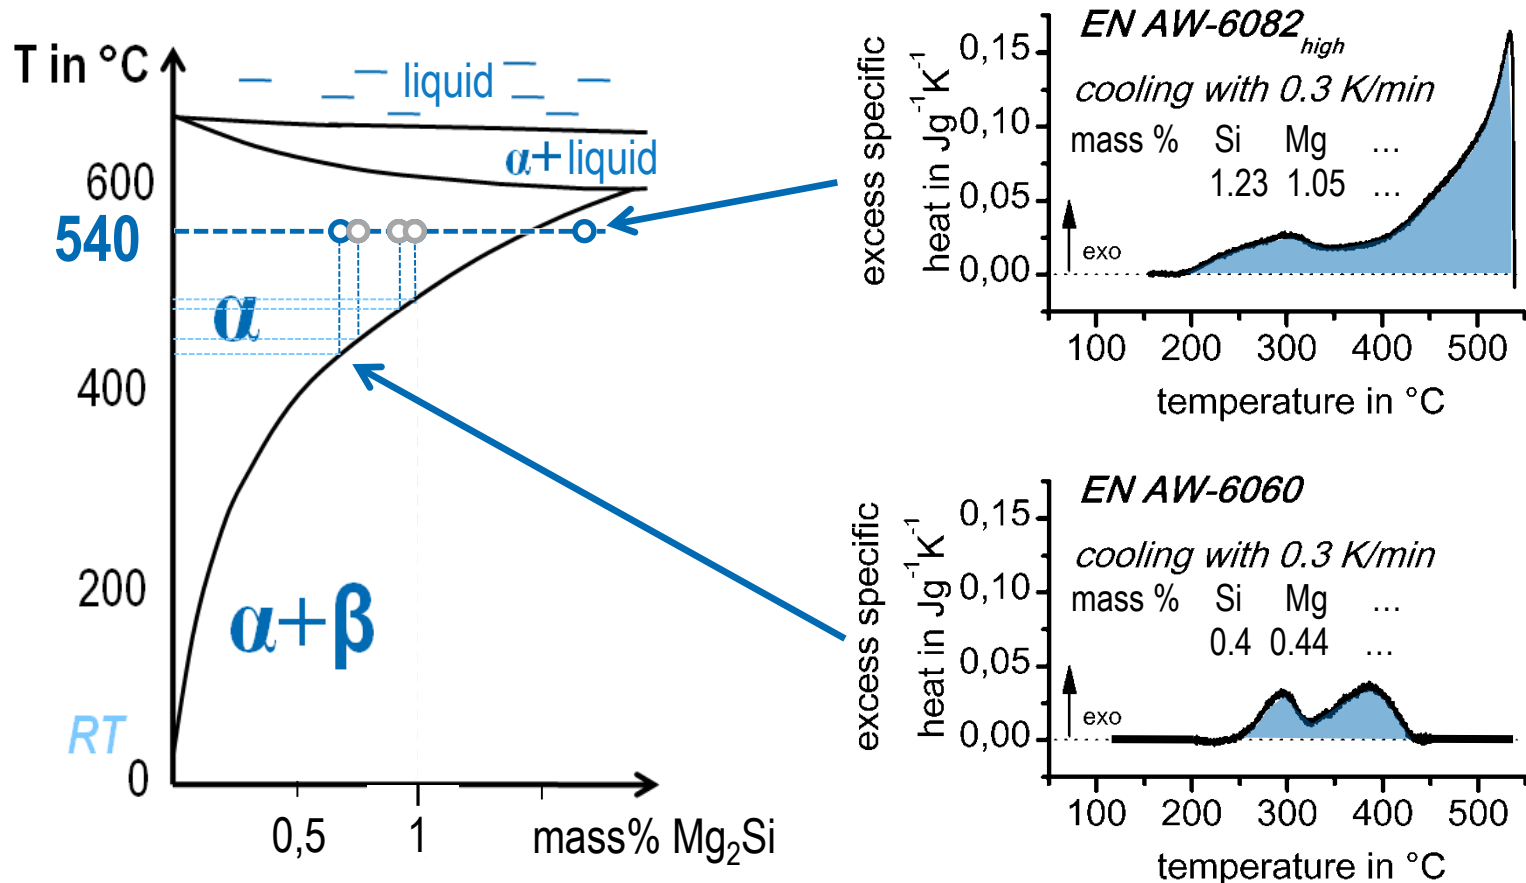 T in °C
liquid
α+liquid
600
540
α
400
200
α+β
RT
0
0,5
1
mass% Mg₂Si
EN AW-6082high
cooling with 0.3 K/min
mass % Si Mg ...
1.23 1.05 ...
excess specific
heat in Jg⁻¹K⁻¹
0,15
0,10
0,05
0,00
exo
100 200 300 400 500
temperature in °C
EN AW-6060
cooling with 0.3 K/min
mass % Si Mg ...
0.4 0.44 ...
excess specific
heat in Jg⁻¹K⁻¹
0,15
0,10
0,05
0,00
exo
100 200 300 400 500
temperature in °C